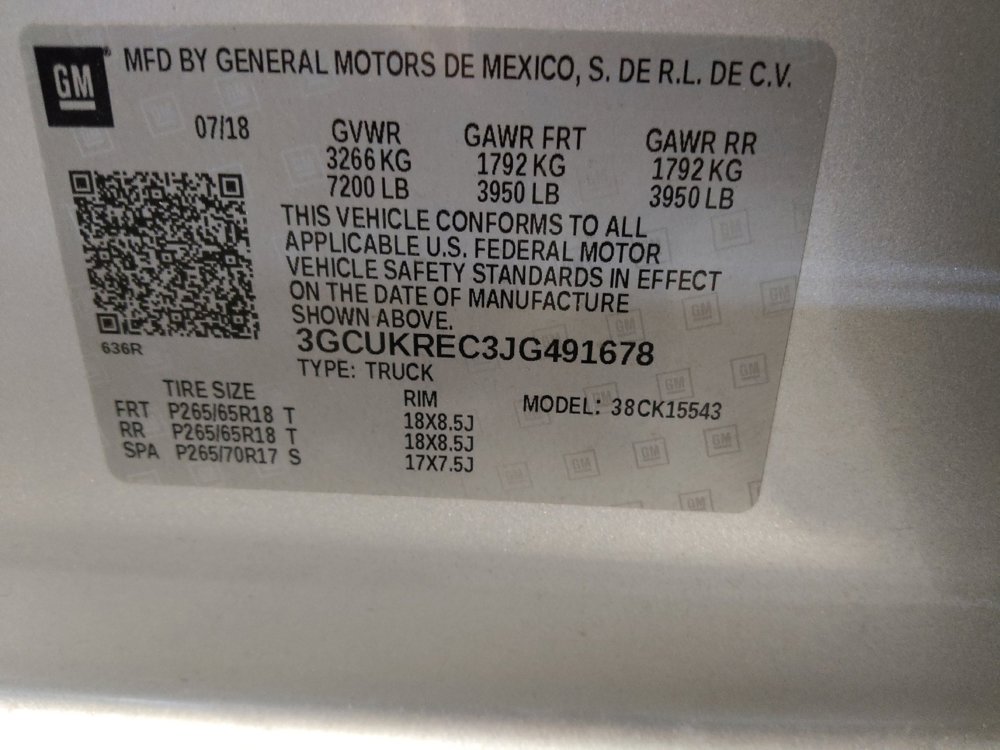 GM MFD BY GENERAL MOTORS DE MEXICO, S. DE R.L. DE C.V.
07/18 GVWR GAWR FRT GAWR RR
3266 KG 1792 KG 1792 KG
7200 LB 3950 LB 3950 LB
THIS VEHICLE CONFORMS TO ALL
APPLICABLE U.S. FEDERAL MOTOR
VEHICLE SAFETY STANDARDS IN EFFECT
ON THE DATE OF MANUFACTURE
SHOWN ABOVE.
636R 3GCUKREC3JG491678
TYPE: TRUCK
TIRE SIZE RIM MODEL: 38CK15543
FRT P265/65R18 T 18X8.5J
RR P265/65R18 T 18X8.5J
SPA P265/70R17 S 17X7.5J